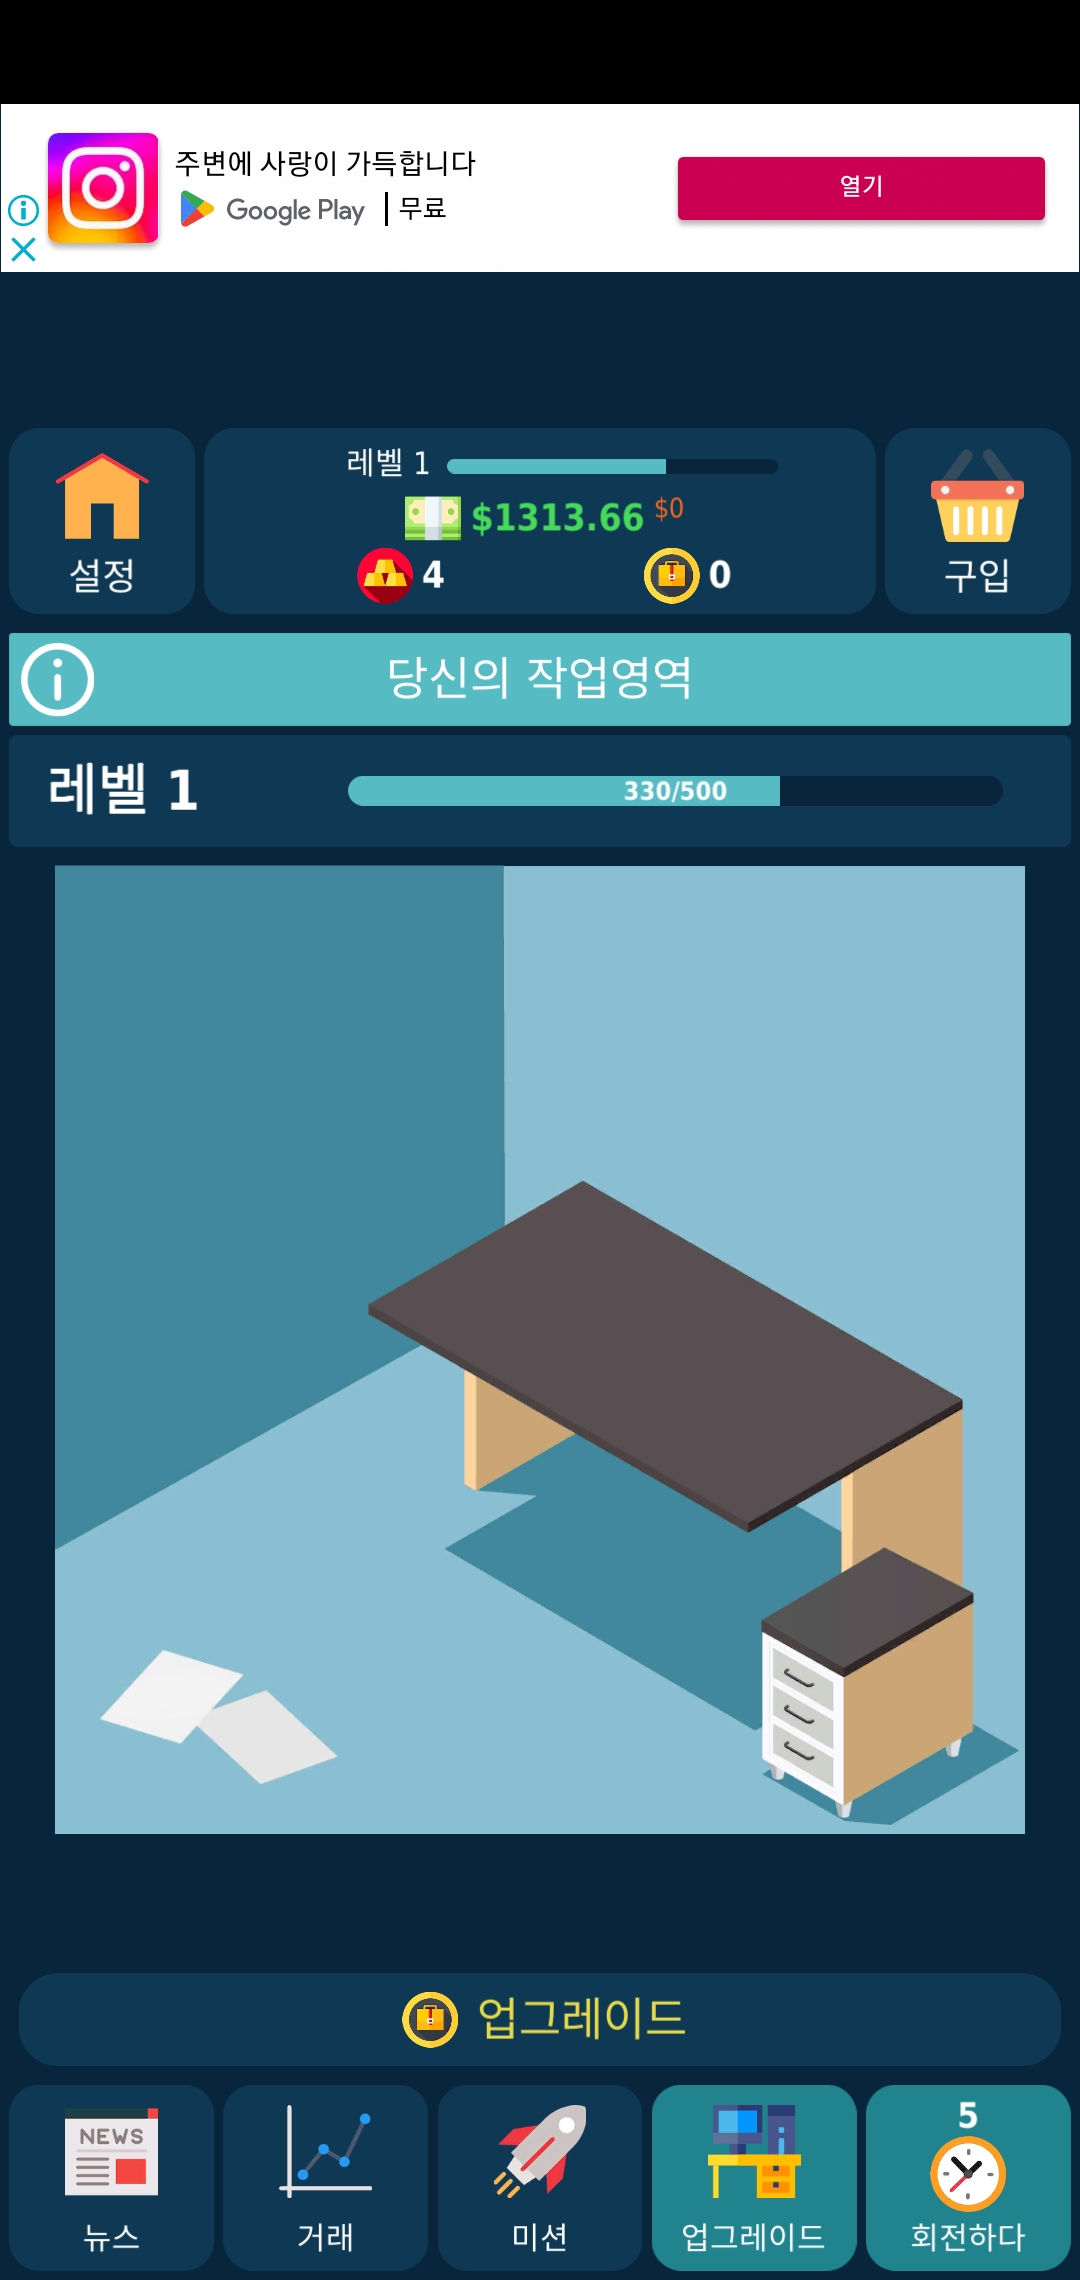 주변에 사랑이 가득합니다
Google Play | 무료
열기
레벨 1
$1313.66 $0
4
0
설정
구입
당신의 작업영역
레벨 1
330/500
업그레이드
NEWS
5
뉴스
거래
미션
업그레이드
회전하다